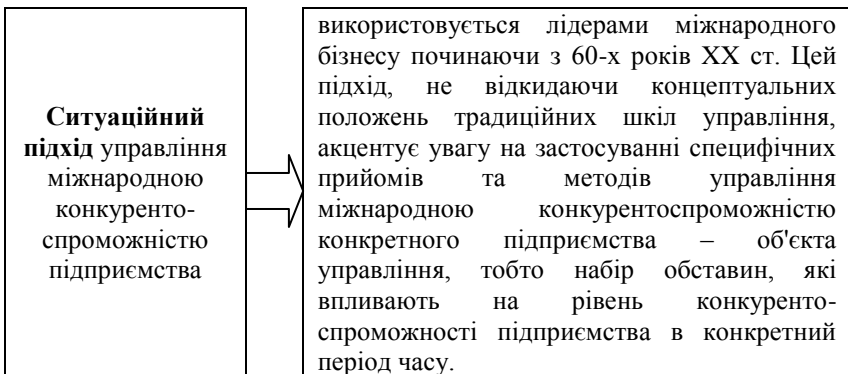 Ситуаційний
підхід управління
міжнародною
конкуренто-
спроможністю
підприємства
використовується лідерами міжнародного
бізнесу починаючи з 60-х років ХХ ст. Цей
підхід, не відкидаючи концептуальних
положень традиційних шкіл управління,
акцентує увагу на застосуванні специфічних
прийомів та методів управління
міжнародною конкурентоспроможністю
конкретного підприємства – об'єкта
управління, тобто набір обставин, які
впливають на рівень конкуренто-
спроможності підприємства в конкретний
період часу.